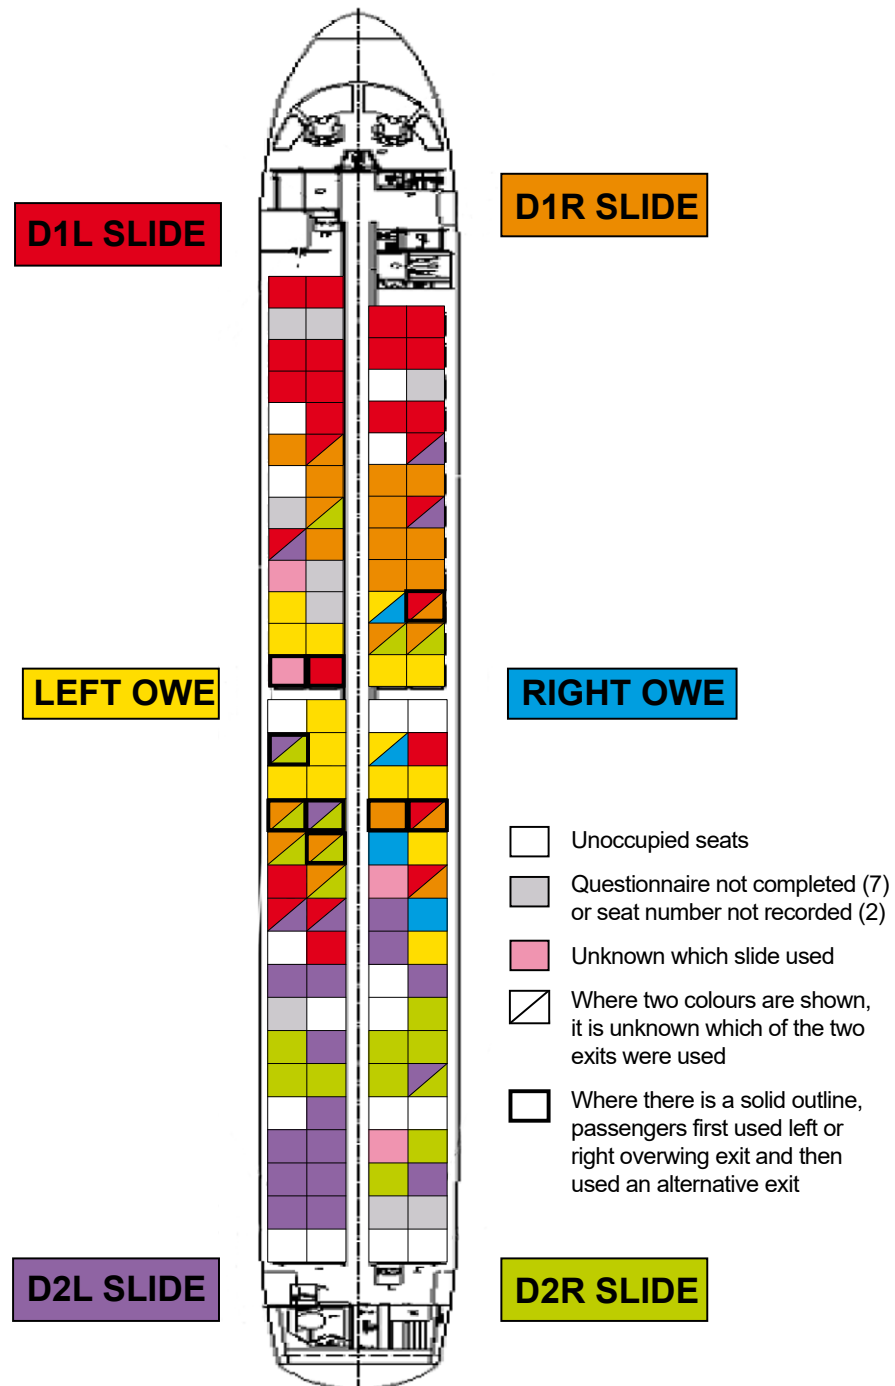 D1R SLIDE
D1L SLIDE
LEFT OWE
RIGHT OWE
Unoccupied seats
Questionnaire not completed (7)
or seat number not recorded (2)
Unknown which slide used
Where two colours are shown,
it is unknown which of the two
exits were used
Where there is a solid outline,
passengers first used left or
right overwing exit and then
used an alternative exit
D2L SLIDE
D2R SLIDE